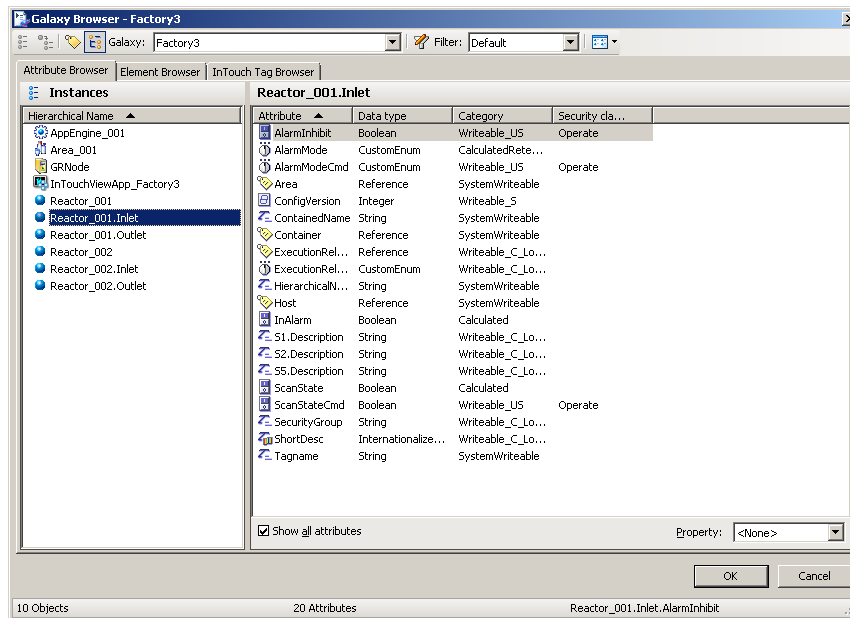 Galaxy Browser - Factory3
Galaxy: Factory3 Filter: Default
Attribute Browser Element Browser InTouch Tag Browser
Instances
Hierarchical Name
AppEngine_001
Area_001
GRNode
InTouchViewApp_Factory3
Reactor_001
Reactor_001.Inlet
Reactor_001.Outlet
Reactor_002
Reactor_002.Inlet
Reactor_002.Outlet
Reactor_001.Inlet
Attribute Data type Category Security cla...
AlarmInhibit Boolean Writeable_US Operate
AlarmMode CustomEnum CalculatedRete...
AlarmModeCmd CustomEnum Writeable_US Operate
Area Reference SystemWriteable
ConfigVersion Integer Writeable_S
ContainedName String SystemWriteable
Container Reference SystemWriteable
ExecutionRel... Reference Writeable_C_Lo...
ExecutionRel... CustomEnum Writeable_C_Lo...
HierarchicalN... String SystemWriteable
Host Reference SystemWriteable
InAlarm Boolean Calculated
S1.Description String Writeable_C_Lo...
S2.Description String Writeable_C_Lo...
S5.Description String Writeable_C_Lo...
ScanState Boolean Calculated
ScanStateCmd Boolean Writeable_US Operate
SecurityGroup String Writeable_C_Lo...
ShortDesc Internationalize... Writeable_C_Lo...
Tagname String SystemWriteable
Show all attributes Property: <None>
OK Cancel
10 Objects 20 Attributes Reactor_001.Inlet.AlarmInhibit